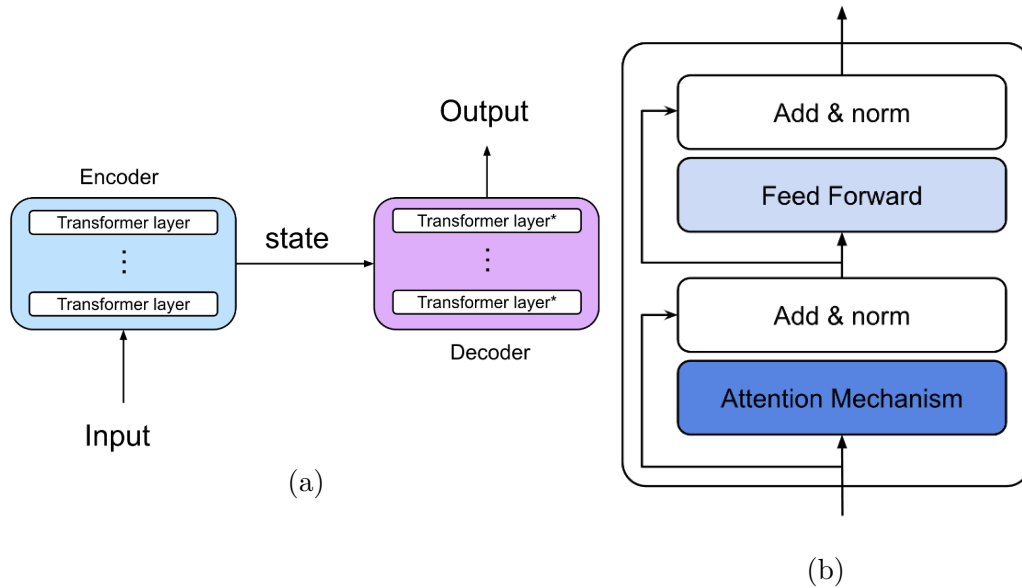 Encoder
Transformer layer
Transformer layer
Input
state
Output
Transformer layer*
Transformer layer*
Decoder
(a)
Add & norm
Feed Forward
Add & norm
Attention Mechanism
(b)